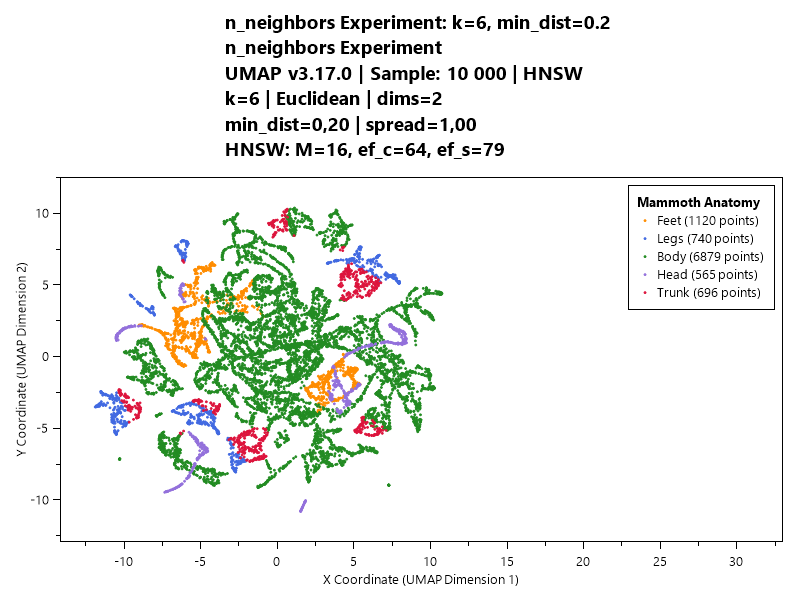 n_neighbors Experiment: k=6, min_dist=0.2
n_neighbors Experiment
UMAP v3.17.0 | Sample: 10 000 | HNSW
k=6 | Euclidean | dims=2
min_dist=0,20 | spread=1,00
HNSW: M=16, ef_c=64, ef_s=79
Mammoth Anatomy
Feet (1120 points)
Legs (740 points)
Body (6879 points)
Head (565 points)
Trunk (696 points)
Y Coordinate (UMAP Dimension 2)
10
5
0
-5
-10
-10 -5 0 5 10 15 20 25 30
X Coordinate (UMAP Dimension 1)